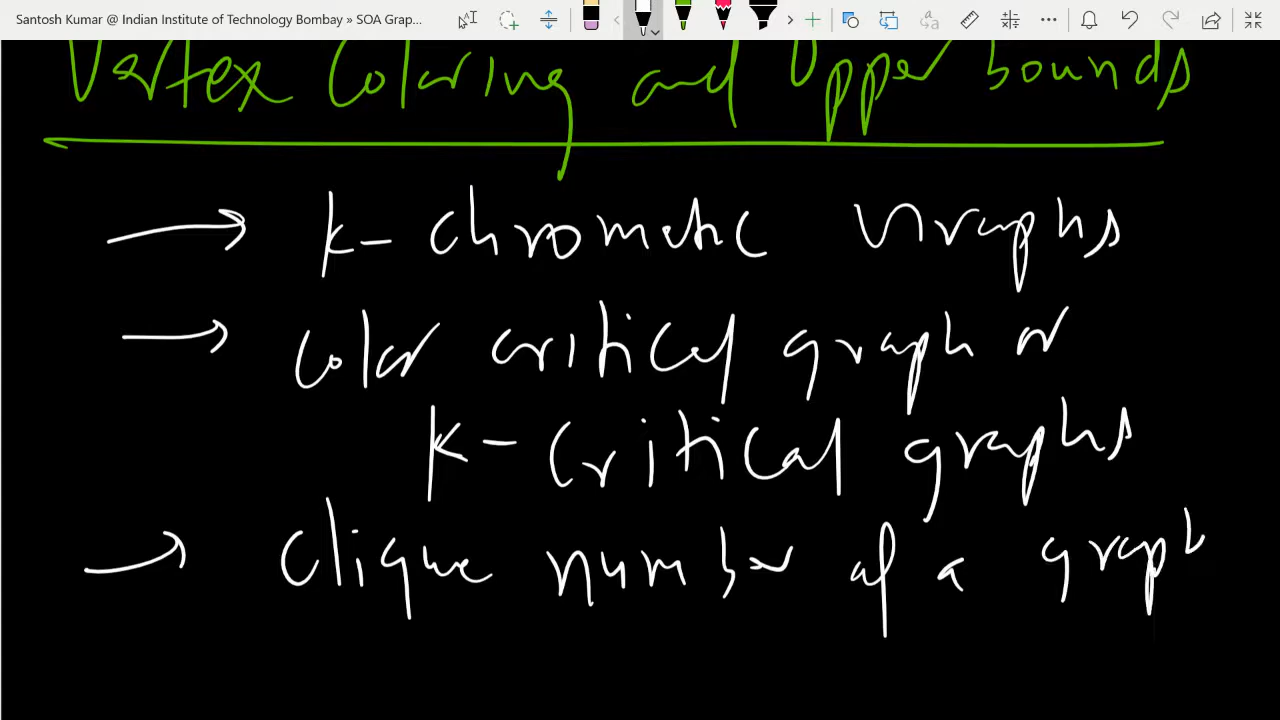 Santosh Kumar @ Indian Institute of Technology Bombay » SOA Grap...
Vertex Coloring and Upper bounds
k-chromatic Graphs
color critical graph or
K-critical graphs
clique number of a graph